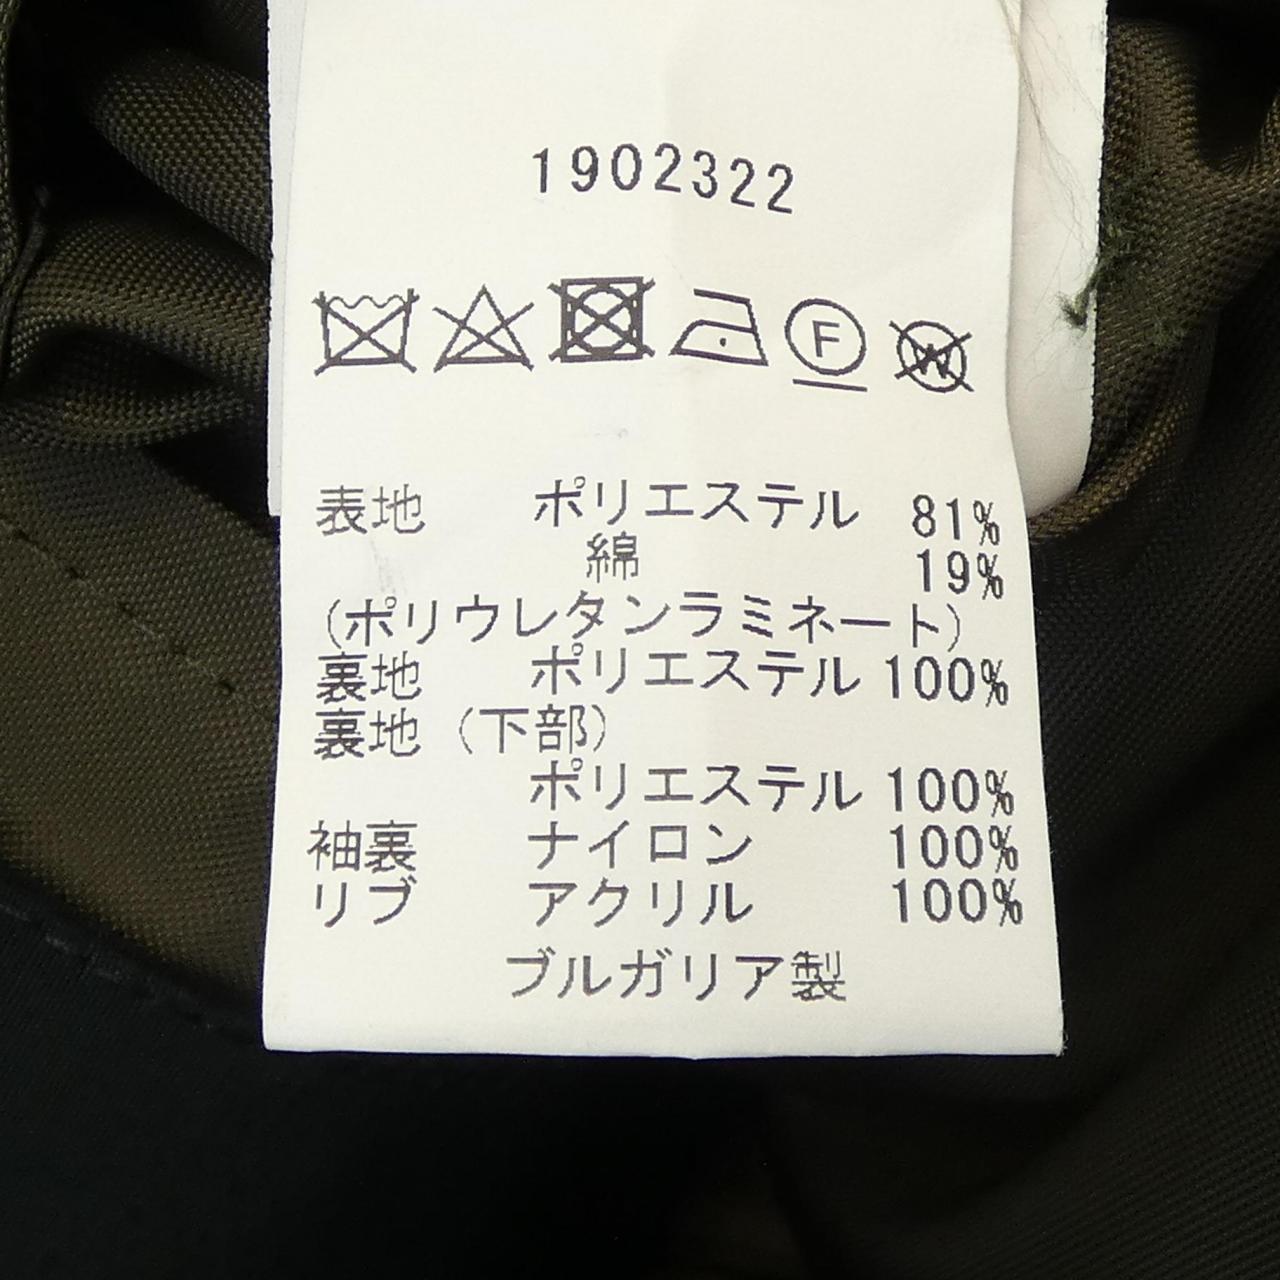 1902322
F W
表地 ポリエステル 81%
綿 19%
(ポリウレタンラミネート)
裏地 ポリエステル 100%
裏地 (下部)
ポリエステル 100%
袖裏 ナイロン 100%
リブ アクリル 100%
ブルガリア製